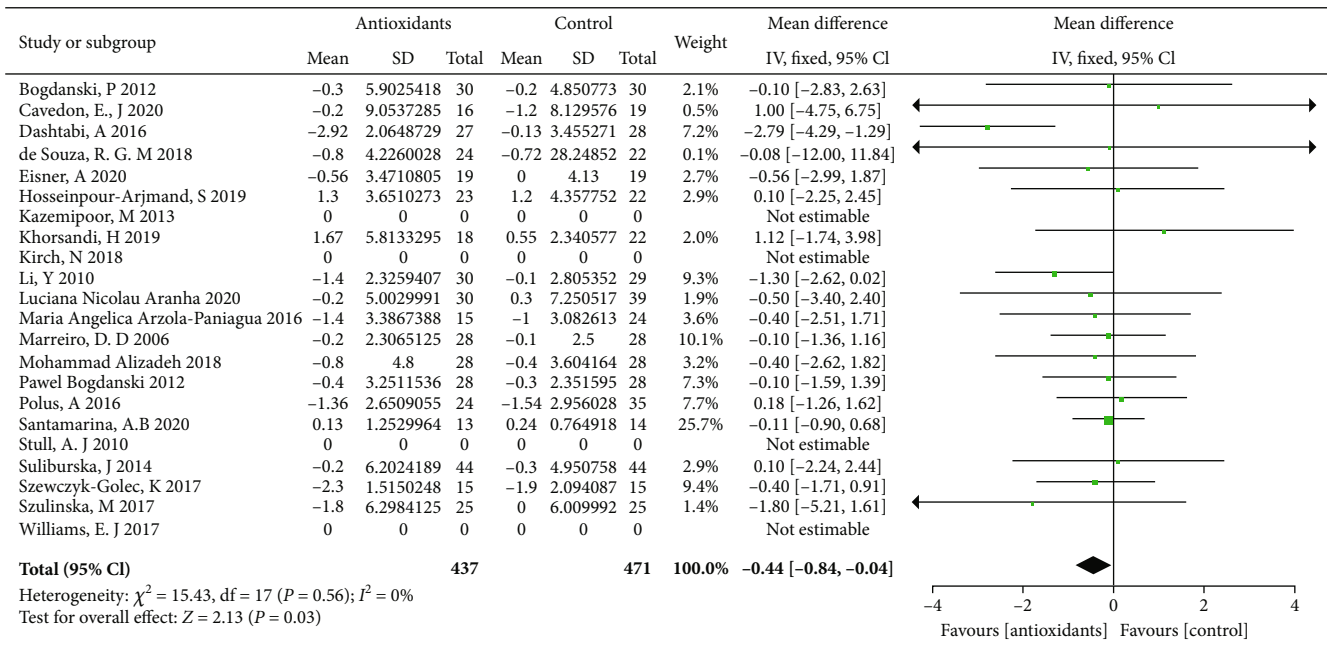 Antioxidants Control Mean difference Mean difference
Study or subgroup Weight
Mean SD Total Mean SD Total IV, fixed, 95% Cl IV, fixed, 95% Cl
Bogdanski, P 2012 −0.3 5.9025418 30 −0.2 4.850773 30 2.1% −0.10 [−2.83, 2.63]
Cavedon, E., J 2020 −0.2 9.0537285 16 −1.2 8.129576 19 0.5% 1.00 [−4.75, 6.75]
Dashtabi, A 2016 −2.92 2.0648729 27 −0.13 3.455271 28 7.2% −2.79 [−4.29, −1.29]
de Souza, R. G. M 2018 −0.8 4.2260028 24 −0.72 28.24852 22 0.1% −0.08 [−12.00, 11.84]
Eisner, A 2020 −0.56 3.4710805 19 0 4.13 19 2.7% −0.56 [−2.99, 1.87]
Hosseinpour-Arjmand, S 2019 1.3 3.6510273 23 1.2 4.357752 22 2.9% 0.10 [−2.25, 2.45]
Kazemipoor, M 2013 0 0 0 0 0 0 Not estimable
Khorsandi, H 2019 1.67 5.8133295 18 0.55 2.340577 22 2.0% 1.12 [−1.74, 3.98]
Kirch, N 2018 0 0 0 0 0 0 Not estimable
Li, Y 2010 −1.4 2.3259407 30 −0.1 2.805352 29 9.3% −1.30 [−2.62, 0.02]
Luciana Nicolau Aranha 2020 −0.2 5.0029991 30 0.3 7.250517 39 1.9% −0.50 [−3.40, 2.40]
Maria Angelica Arzola-Paniagua 2016 −1.4 3.3867388 15 −1 3.082613 24 3.6% −0.40 [−2.51, 1.71]
Marreiro, D. D 2006 −0.2 2.3065125 28 −0.1 2.5 28 10.1% −0.10 [−1.36, 1.16]
Mohammad Alizadeh 2018 −0.8 4.8 28 −0.4 3.604164 28 3.2% −0.40 [−2.62, 1.82]
Pawel Bogdanski 2012 −0.4 3.2511536 28 −0.3 2.351595 28 7.3% −0.10 [−1.59, 1.39]
Polus, A 2016 −1.36 2.6509055 24 −1.54 2.956028 35 7.7% 0.18 [−1.26, 1.62]
Santamarina, A.B 2020 0.13 1.2529964 13 0.24 0.764918 14 25.7% −0.11 [−0.90, 0.68]
Stull, A. J 2010 0 0 0 0 0 0 Not estimable
Suliburska, J 2014 −0.2 6.2024189 44 −0.3 4.950758 44 2.9% 0.10 [−2.24, 2.44]
Szewczyk-Golec, K 2017 −2.3 1.5150248 15 −1.9 2.094087 15 9.4% −0.40 [−1.71, 0.91]
Szulinska, M 2017 −1.8 6.2984125 25 0 6.009992 25 1.4% −1.80 [−5.21, 1.61]
Williams, E. J 2017 0 0 0 0 0 0 Not estimable
Total (95% Cl) 437 471 100.0% −0.44 [−0.84, −0.04]
Heterogeneity: χ² = 15.43, df = 17 (P = 0.56); I² = 0%
Test for overall effect: Z = 2.13 (P = 0.03)
−4 −2 0 2 4
Favours [antioxidants] Favours [control]